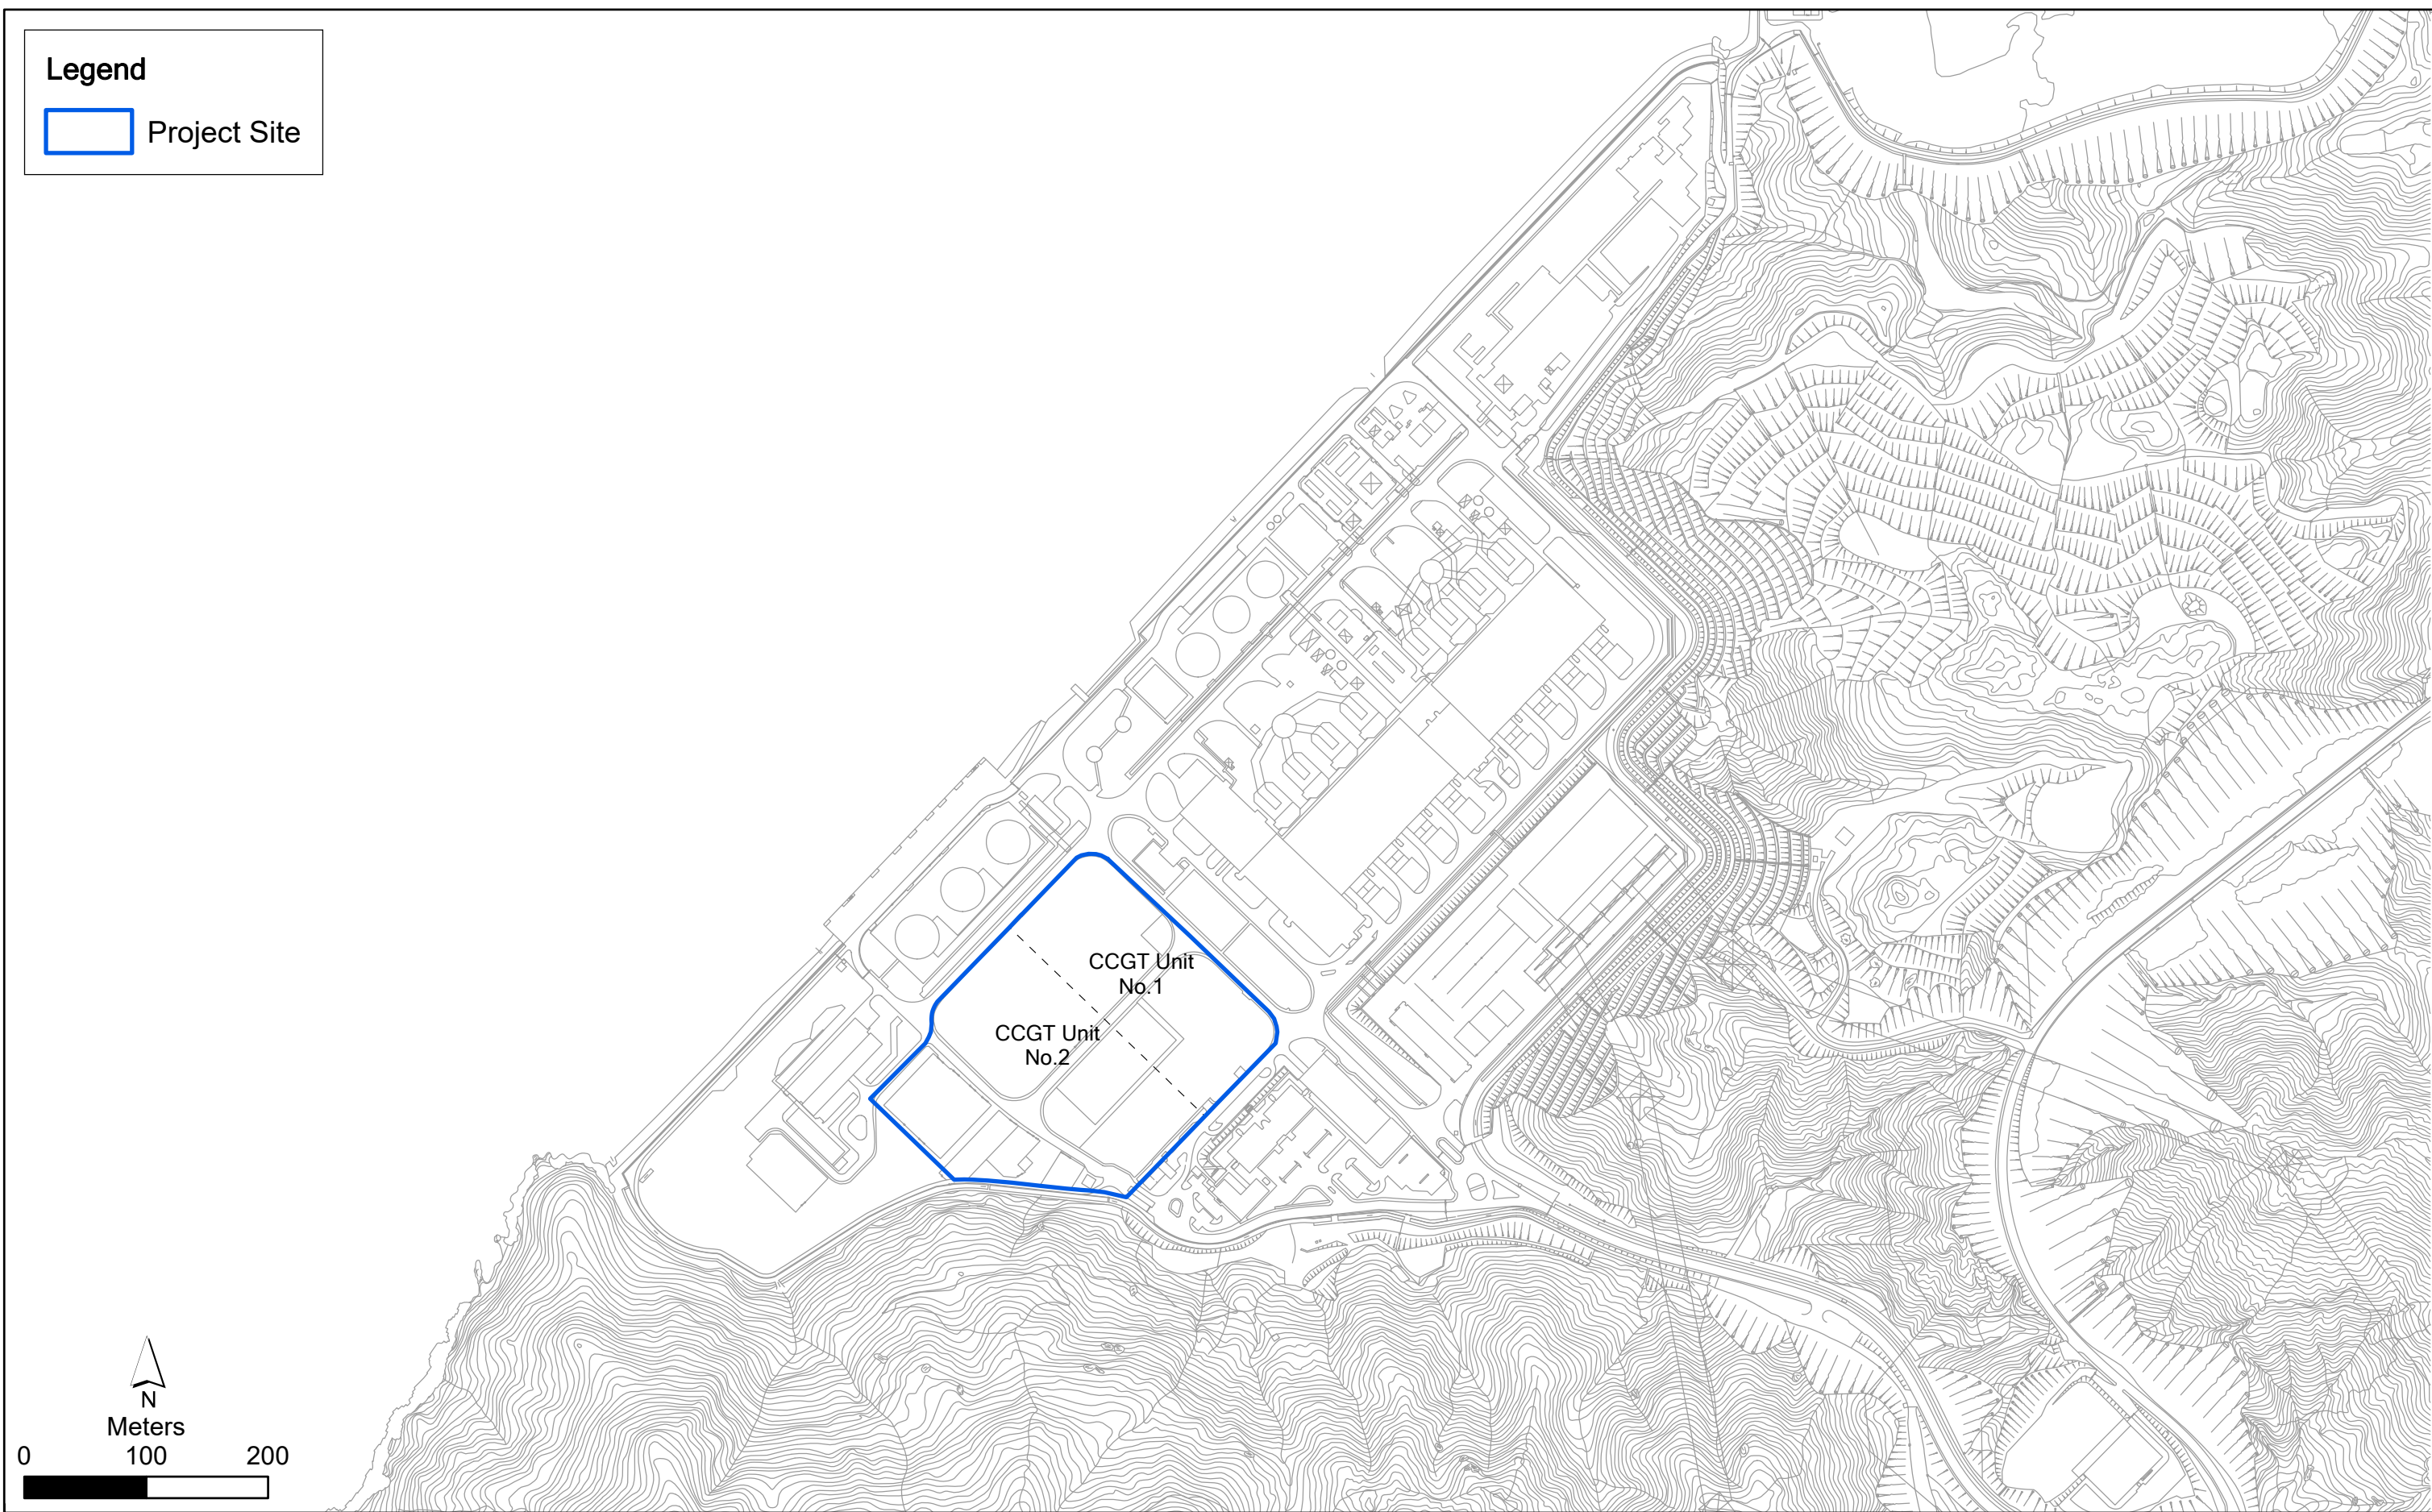 Legend
Project Site
CCGT Unit
No.1
CCGT Unit
No.2
N
Meters
0 100 200